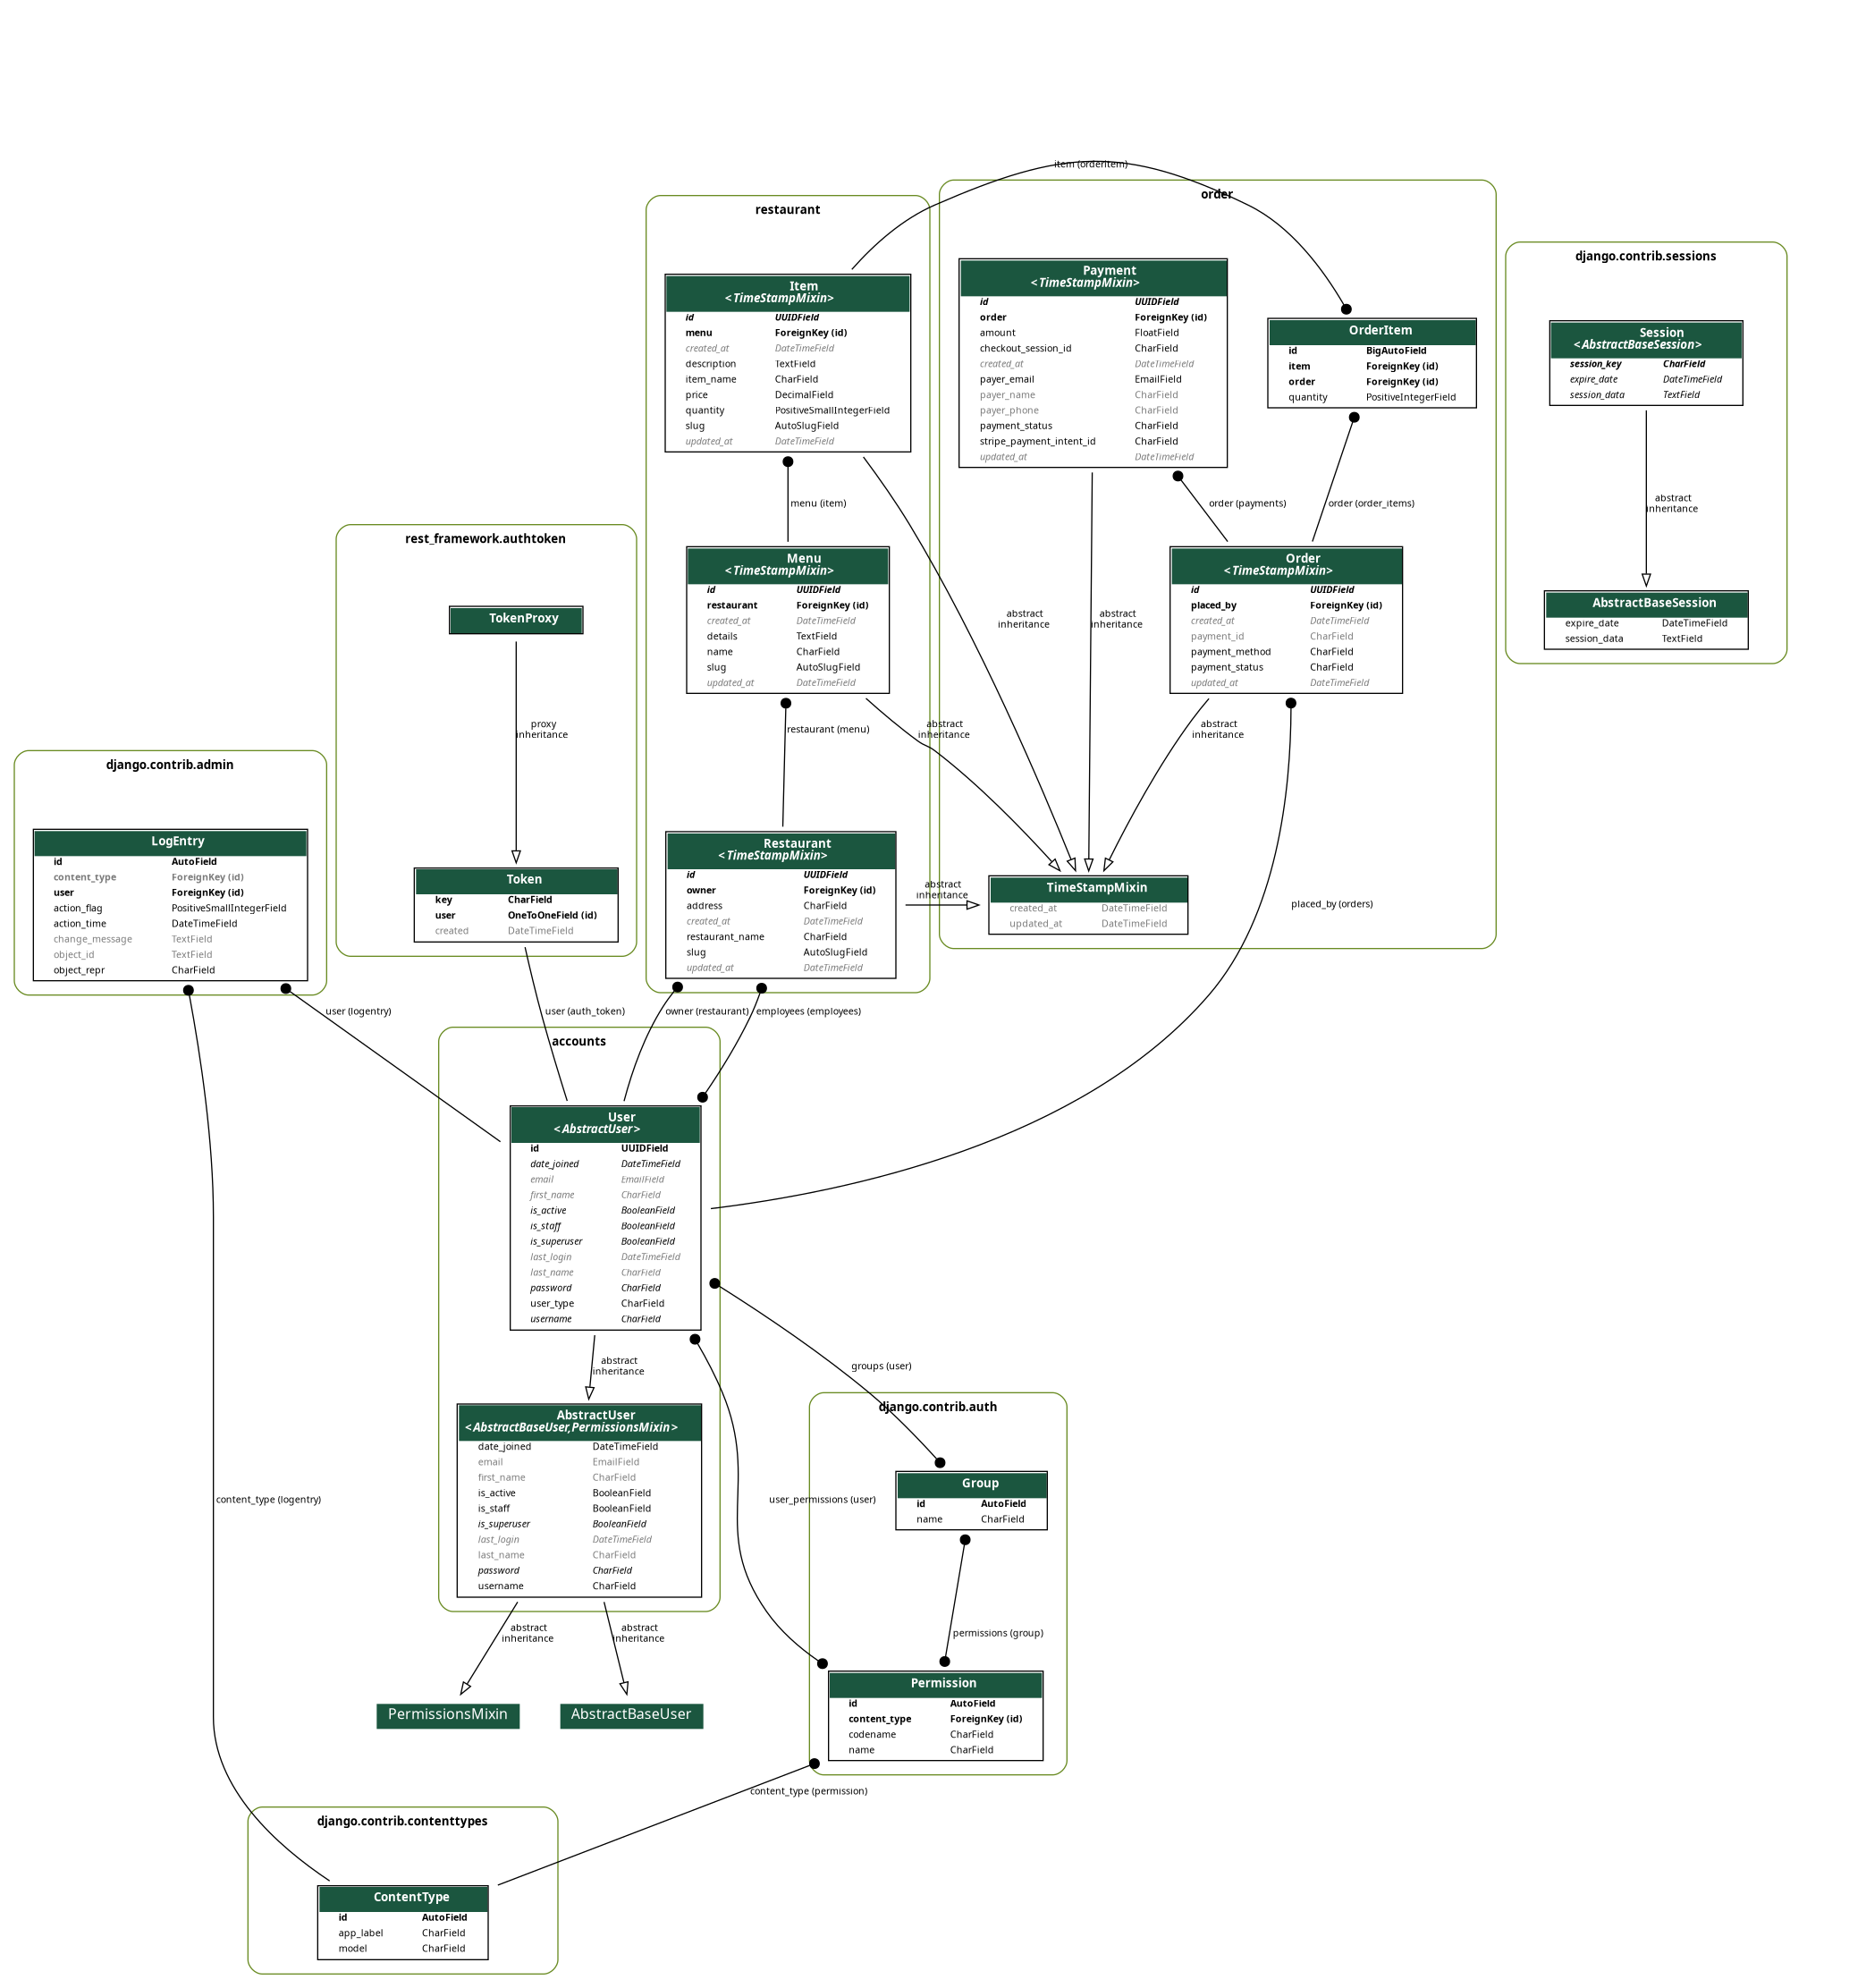 item (orderitem)
restaurant
Item
<TimeStampMixin>
id UUIDField
menu ForeignKey (id)
created_at DateTimeField
description TextField
item_name CharField
price DecimalField
quantity PositiveSmallIntegerField
slug AutoSlugField
updated_at DateTimeField
menu (item)
Menu
<TimeStampMixin>
id UUIDField
restaurant ForeignKey (id)
created_at DateTimeField
details TextField
name CharField
slug AutoSlugField
updated_at DateTimeField
restaurant (menu)
abstract
inheritance
Restaurant
<TimeStampMixin>
id UUIDField
owner ForeignKey (id)
address CharField
created_at DateTimeField
restaurant_name CharField
slug AutoSlugField
updated_at DateTimeField
abstract
inheritance
order
Payment
<TimeStampMixin>
id UUIDField
order ForeignKey (id)
amount FloatField
checkout_session_id CharField
created_at DateTimeField
payer_email EmailField
payer_name CharField
payer_phone CharField
payment_status CharField
stripe_payment_intent_id CharField
updated_at DateTimeField
OrderItem
id BigAutoField
item ForeignKey (id)
order ForeignKey (id)
quantity PositiveIntegerField
order (payments)
order (order_items)
abstract
inheritance
abstract
inheritance
Order
<TimeStampMixin>
id UUIDField
placed_by ForeignKey (id)
created_at DateTimeField
payment_id CharField
payment_method CharField
payment_status CharField
updated_at DateTimeField
abstract
inheritance
TimeStampMixin
created_at DateTimeField
updated_at DateTimeField
placed_by (orders)
django.contrib.sessions
Session
<AbstractBaseSession>
session_key CharField
expire_date DateTimeField
session_data TextField
abstract
inheritance
AbstractBaseSession
expire_date DateTimeField
session_data TextField
rest_framework.authtoken
TokenProxy
proxy
inheritance
Token
key CharField
user OneToOneField (id)
created DateTimeField
django.contrib.admin
LogEntry
id AutoField
content_type ForeignKey (id)
user ForeignKey (id)
action_flag PositiveSmallIntegerField
action_time DateTimeField
change_message TextField
object_id TextField
object_repr CharField
user (logentry)
user (auth_token)
owner (restaurant)
employees (employees)
accounts
User
<AbstractUser>
id UUIDField
date_joined DateTimeField
email EmailField
first_name CharField
is_active BooleanField
is_staff BooleanField
is_superuser BooleanField
last_login DateTimeField
last_name CharField
password CharField
user_type CharField
username CharField
abstract
inheritance
AbstractUser
<AbstractBaseUser,PermissionsMixin>
date_joined DateTimeField
email EmailField
first_name CharField
is_active BooleanField
is_staff BooleanField
is_superuser BooleanField
last_login DateTimeField
last_name CharField
password CharField
username CharField
abstract
inheritance
abstract
inheritance
PermissionsMixin
AbstractBaseUser
groups (user)
user_permissions (user)
django.contrib.auth
Group
id AutoField
name CharField
permissions (group)
Permission
id AutoField
content_type ForeignKey (id)
codename CharField
name CharField
content_type (logentry)
content_type (permission)
django.contrib.contenttypes
ContentType
id AutoField
app_label CharField
model CharField